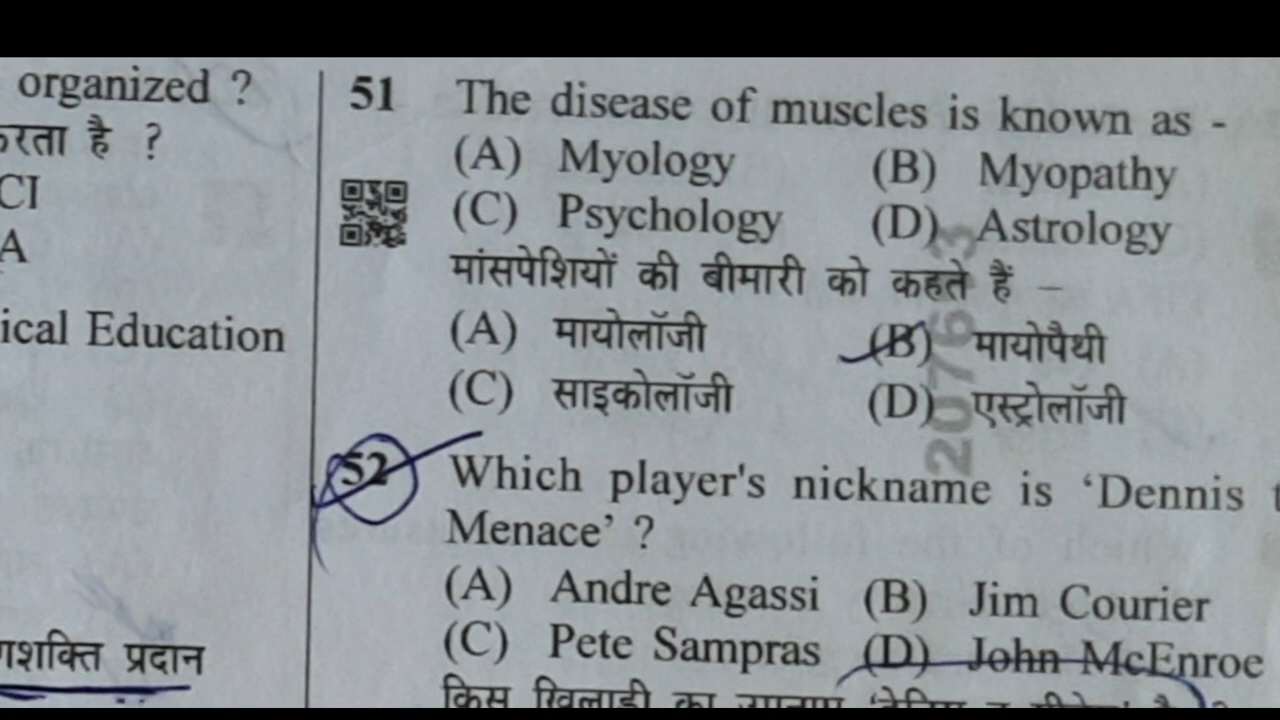 organized ?
करता है ?
CI
A
ical Education
गशक्ति प्रदान
51 The disease of muscles is known as -
(A) Myology (B) Myopathy
(C) Psychology (D) Astrology
मांसपेशियों की बीमारी को कहते हैं –
(A) मायोलॉजी (B) मायोपैथी
(C) साइकोलॉजी (D) एस्ट्रोलॉजी
52 Which player's nickname is ‘Dennis t
Menace’ ?
(A) Andre Agassi (B) Jim Courier
(C) Pete Sampras (D) John McEnroe
किस खिलाड़ी का